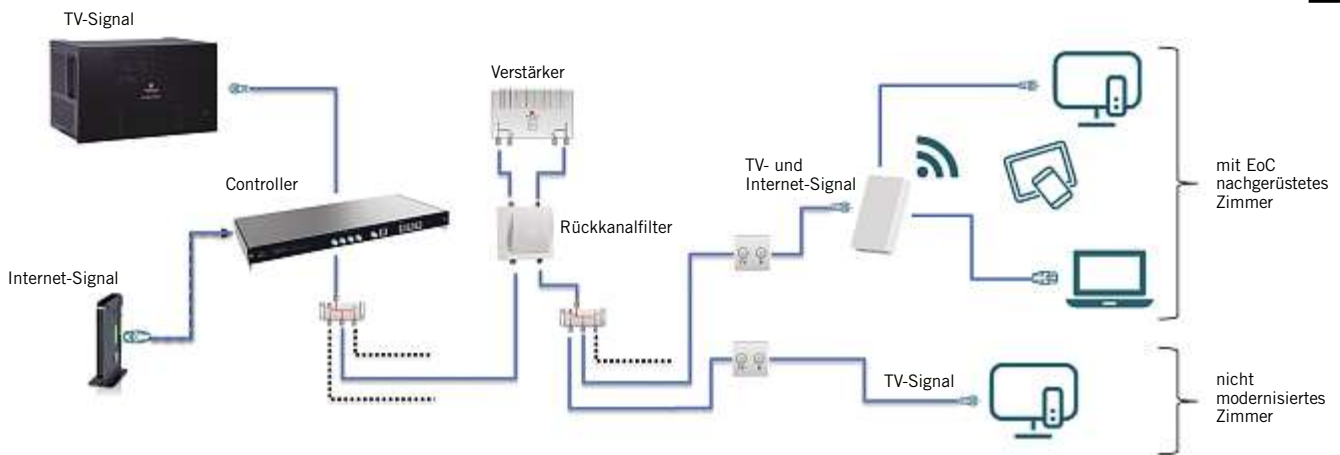 TV-Signal
Verstärker
Controller
TV- und
Internet-Signal
mit EoC
nachgerüstetes
Zimmer
Rückkanalfilter
Internet-Signal
TV-Signal
nicht
modernisiertes
Zimmer